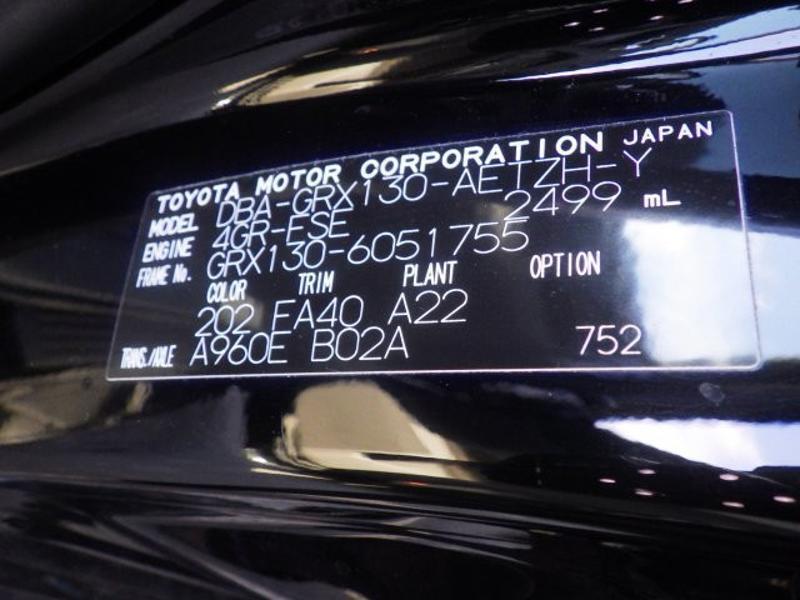 TOYOTA MOTOR CORPORATION JAPAN
MODEL DBA-GRX130-AETZH-Y
ENGINE 4GR-FSE 2499 mL
FRAME No. GRX130-6051755
COLOR TRIM PLANT OPTION
202 FA40 A22
TRANS./AXLE A960E B02A 752